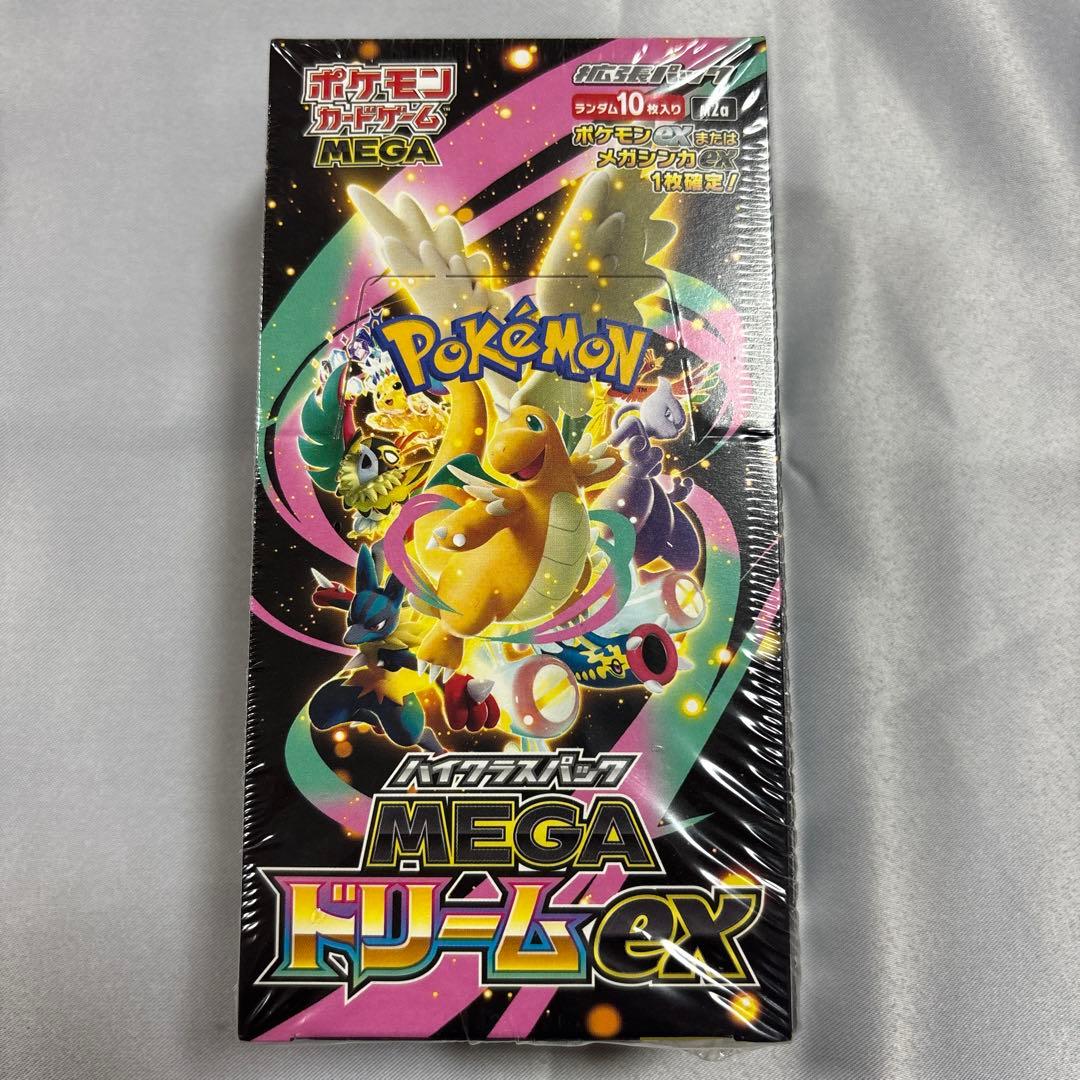 ポケモン
カードゲーム™
MEGA
拡張パック
ランダム10枚入り M2a
ポケモンexまたは
メガシンカex
1枚確定!
POKéMON™
ハイクラスパック
MEGA
ドリームex